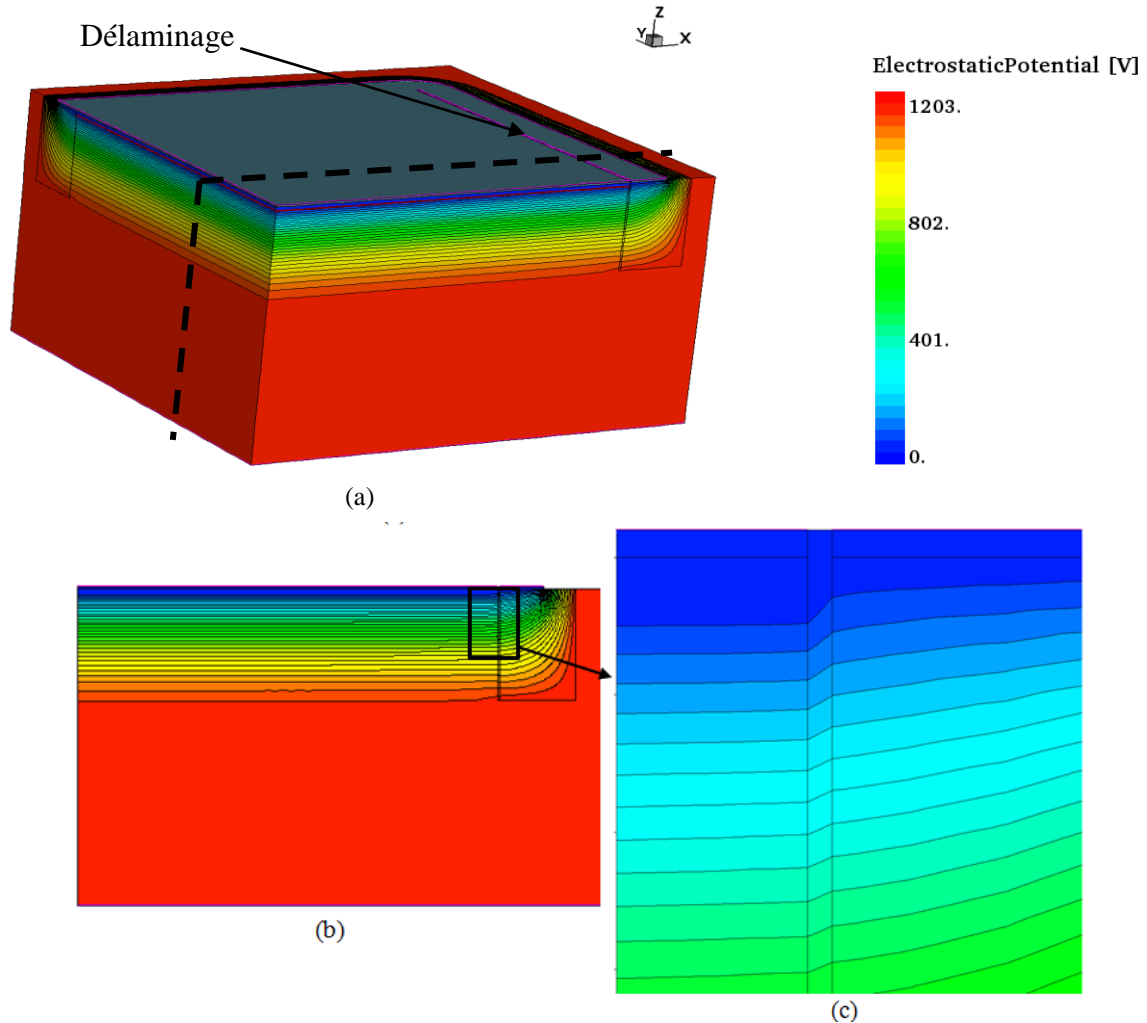 Délaminage
Z
Y
X
ElectrostaticPotential [V]
1203.
802.
401.
0.
(a)
(b)
(c)